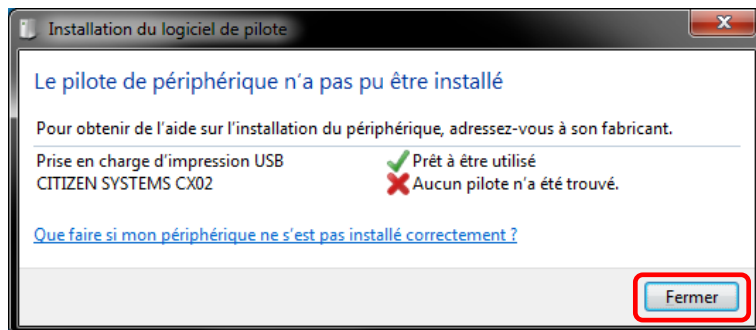 Installation du logiciel de pilote
Le pilote de périphérique n'a pas pu être installé
Pour obtenir de l'aide sur l'installation du périphérique, adressez-vous à son fabricant.
Prise en charge d'impression USB Prêt à être utilisé
CITIZEN SYSTEMS CX02 Aucun pilote n'a été trouvé.
Que faire si mon périphérique ne s'est pas installé correctement ?
Fermer